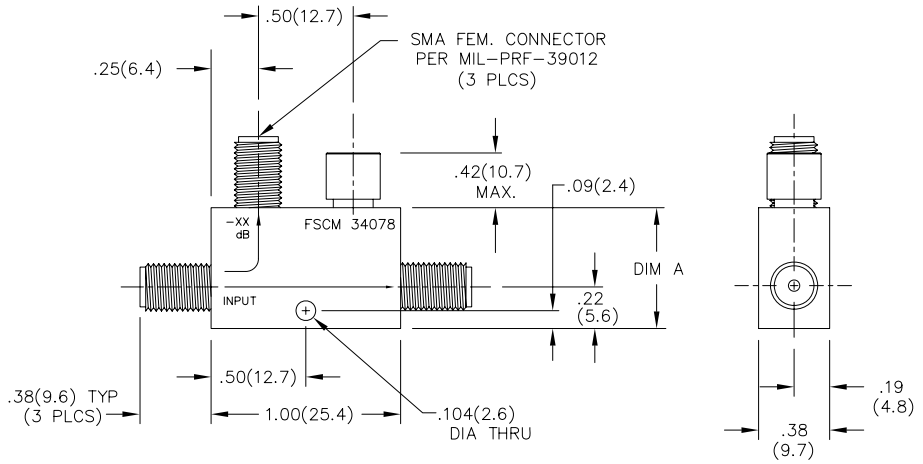 .50(12.7)
SMA FEM. CONNECTOR
PER MIL-PRF-39012
(3 PLCS)
.25(6.4)
.42(10.7)
MAX.
.09(2.4)
-XX
dB
FSCM 34078
DIM A
INPUT
.22
(5.6)
.50(12.7)
.38(9.6) TYP
(3 PLCS)
1.00(25.4)
.104(2.6)
DIA THRU
.19
(4.8)
.38
(9.7)